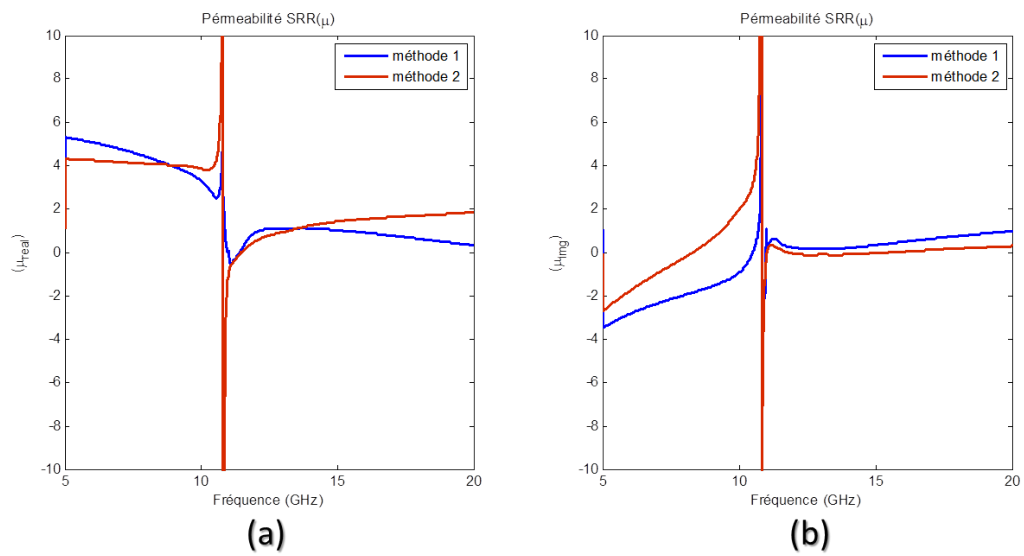 Pérmeabilité SRR(μ)
10
8
6
4
2
0
-2
-4
-6
-8
-10
(μreal)
méthode 1
méthode 2
5
10
15
20
Fréquence (GHz)
(a)
Pérmeabilité SRR(μ)
10
8
6
4
2
0
-2
-4
-6
-8
-10
(μimg)
méthode 1
méthode 2
5
10
15
20
Fréquence (GHz)
(b)